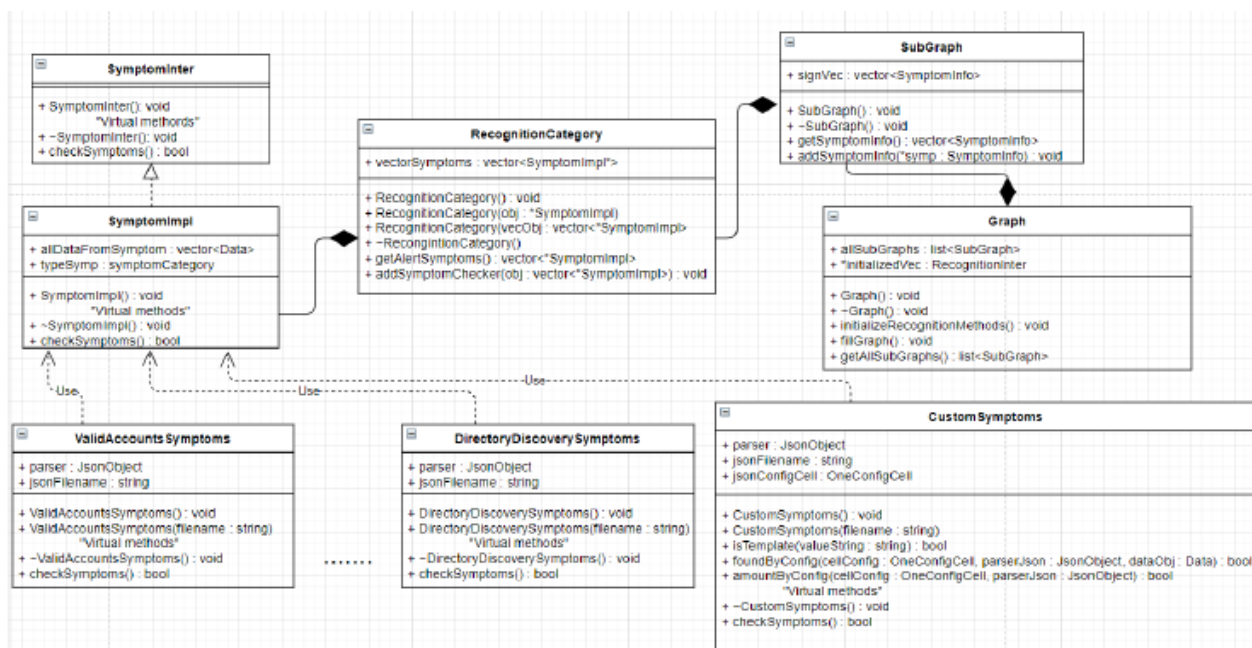 SymptomInter
+ SymptomInter(): void
"Virtual methords"
+ ~SymptomInter(): void
+ checkSymptoms() : bool
SymptomImpl
+ allDataFromSymptom : vector<Data>
+ typeSymp : symptomCategory
+ SymptomImpl() : void
"Virtual methods"
+ ~SymptomImpl() : void
+ checkSymptoms() : bool
RecognitionCategory
+ vectorSymptoms : vector<SymptomImpl*>
+ RecognitionCategory() : void
+ RecognitionCategory(obj : *SymptomImpl)
+ RecognitionCategory(vecObj : vector<*SymptomImpl>
+ ~RecongintionCategory()
+ getAlertSymptoms() : vector<*SymptomImpl>
+ addSymptomChecker(obj : vector<*SymptomImpl>) : void
SubGraph
+ signVec : vector<SymptomInfo>
+ SubGraph() : void
+ ~SubGraph() : void
+ getSymptomInfo() : vector<SymptomInfo>
+ addSymptomInfo(*symp : SymptomInfo) : void
Graph
+ allSubGraphs : list<SubGraph>
+ *initializedVec : RecognitionInter
+ Graph() : void
+ ~Graph() : void
+ initializeRecognitionMethods() : void
+ fillGraph() : void
+ getAllSubGraphs() : list<SubGraph>
Use
Use
Use
ValidAccountsSymptoms
+ parser : JsonObject
+ jsonFilename : string
+ ValidAccountsSymptoms() : void
+ ValidAccountsSymptoms(filename : string)
"Virtual methods"
+ ~ValidAccountsSymptoms() : void
+ checkSymptoms() : bool
.......
DirectoryDiscoverySymptoms
+ parser : JsonObject
+ jsonFilename : string
+ DirectoryDiscoverySymptoms() : void
+ DirectoryDiscoverySymptoms(filename : string)
"Virtual methods"
+ ~DirectoryDiscoverySymptoms() : void
+ checkSymptoms() : bool
CustomSymptoms
+ parser : JsonObject
+ jsonFilename : string
+ jsonConfigCell : OneConfigCell
+ CustomSymptoms() : void
+ CustomSymptoms(filename : string)
+ isTemplate(valueString : string) : bool
+ foundByConfig(cellConfig : OneConfigCell, parserJson : JsonObject, dataObj : Data) : bool
+ amountByConfig(cellConfig : OneConfigCell, parserJson : JsonObject) : bool
"Virtual methods"
+ ~CustomSymptoms() : void
+ checkSymptoms() : bool